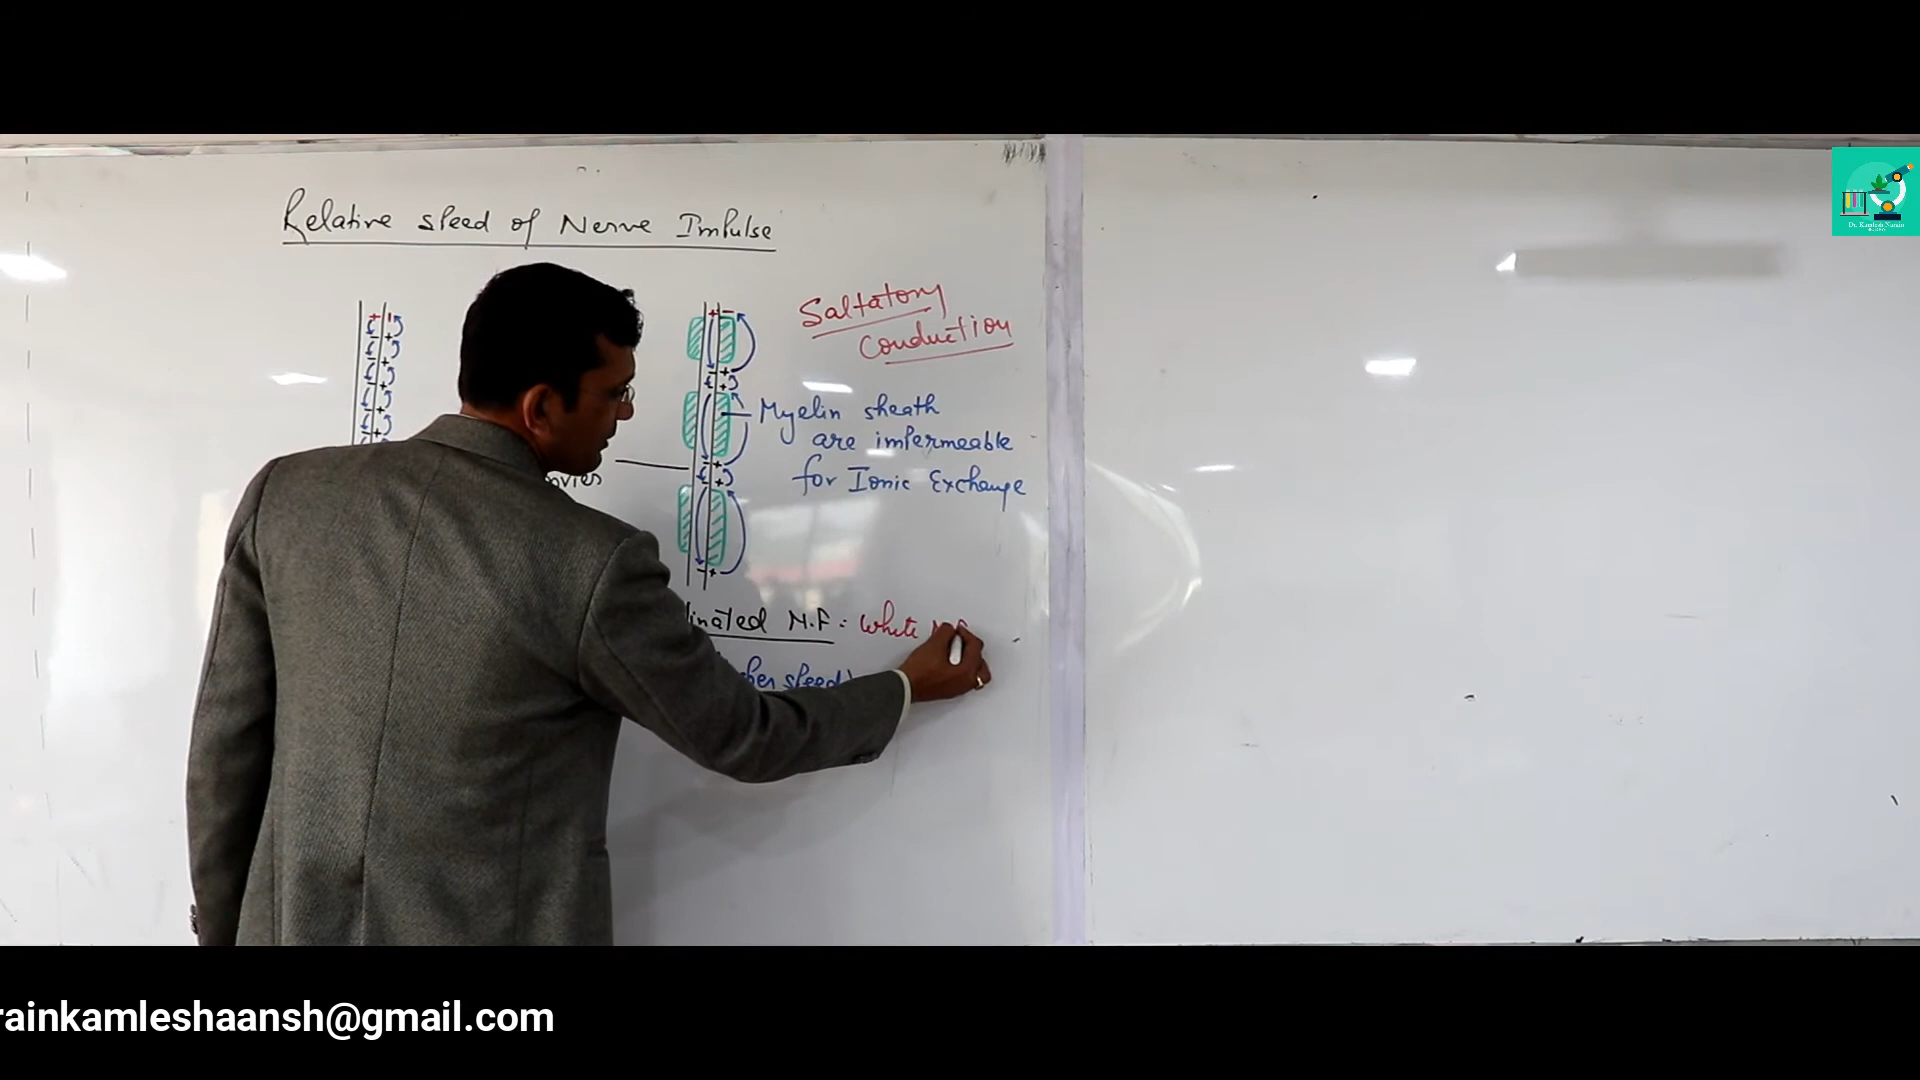 Relative speed of Nerve Impulse
Saltatory
Conduction
Myelin sheath
are impermeable
for Ionic Exchange
linated N.F = White
speed)
rainkamleshaansh@gmail.com